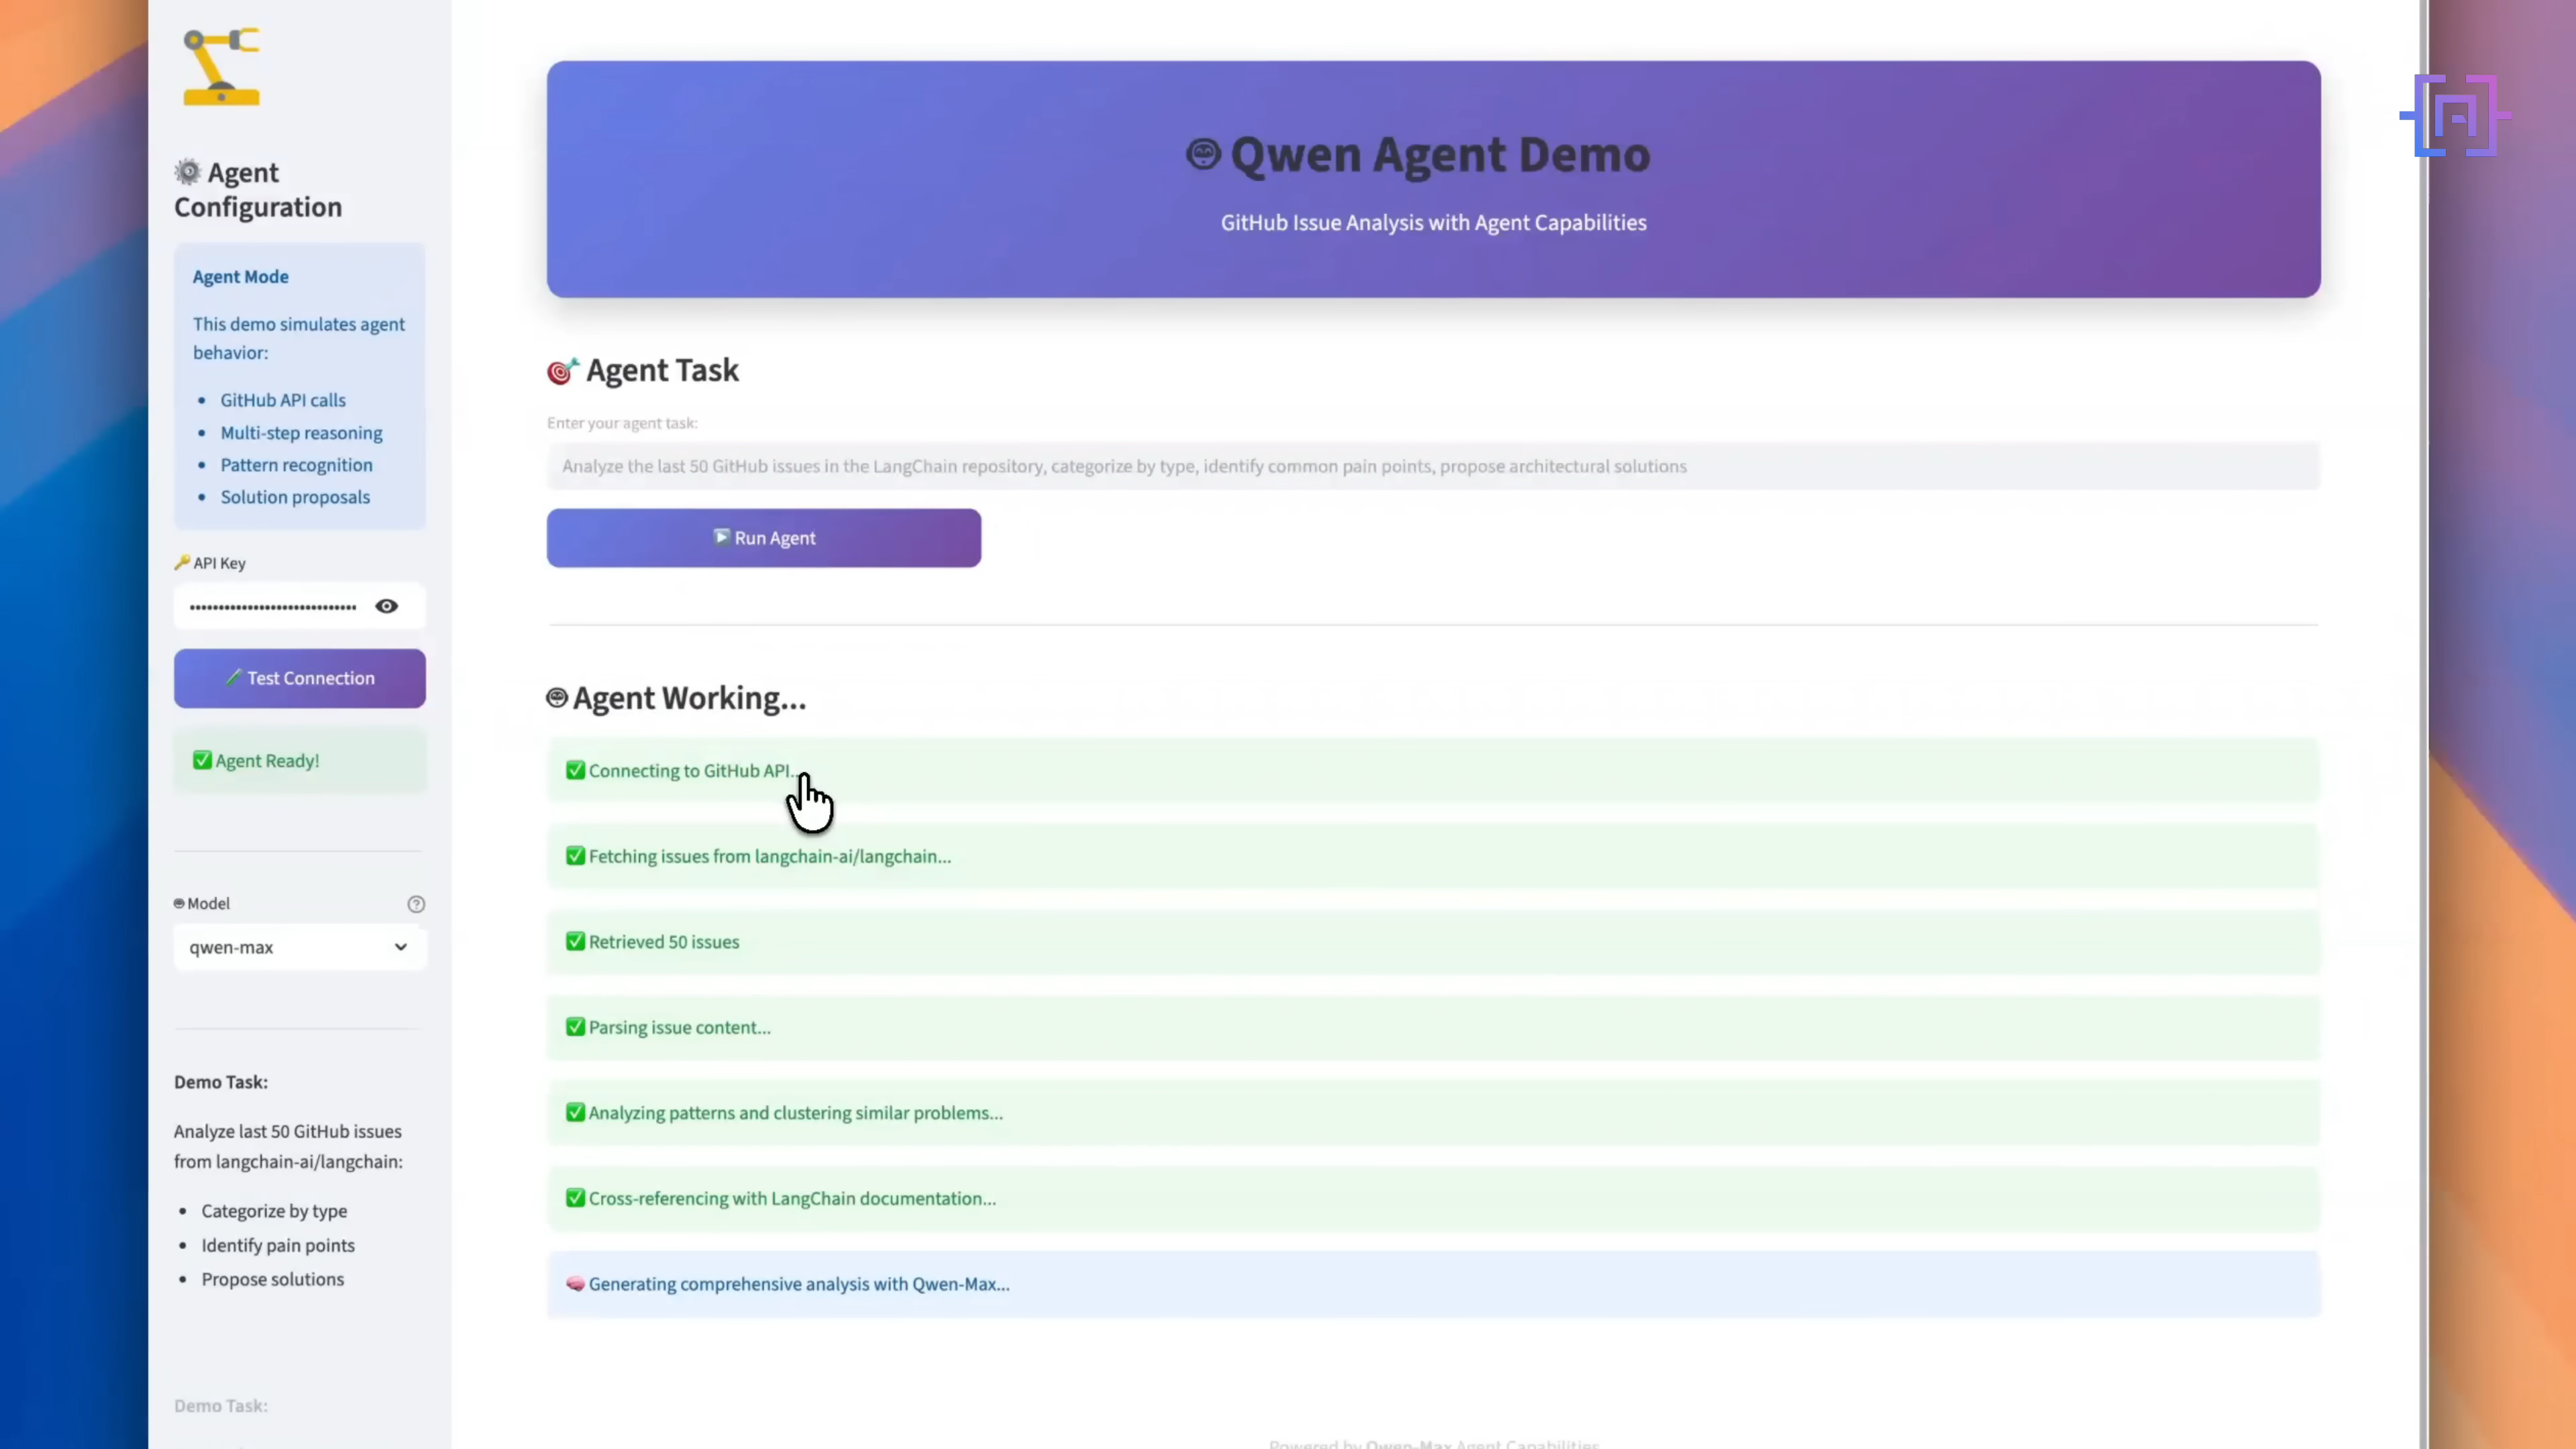 Agent
Configuration
Agent Mode
This demo simulates agent
behavior:
GitHub API calls
Multi-step reasoning
Pattern recognition
Solution proposals
API Key
Test Connection
Agent Ready!
Model
qwen-max
Demo Task:
Analyze last 50 GitHub issues
from langchain-ai/langchain:
Categorize by type
Identify pain points
Propose solutions
Demo Task:
Qwen Agent Demo
GitHub Issue Analysis with Agent Capabilities
Agent Task
Enter your agent task:
Analyze the last 50 GitHub issues in the LangChain repository, categorize by type, identify common pain points, propose architectural solutions
Run Agent
Agent Working...
Connecting to GitHub API...
Fetching issues from langchain-ai/langchain...
Retrieved 50 issues
Parsing issue content...
Analyzing patterns and clustering similar problems...
Cross-referencing with LangChain documentation...
Generating comprehensive analysis with Qwen-Max...
Powered by Qwen-Max Agent Capabilities